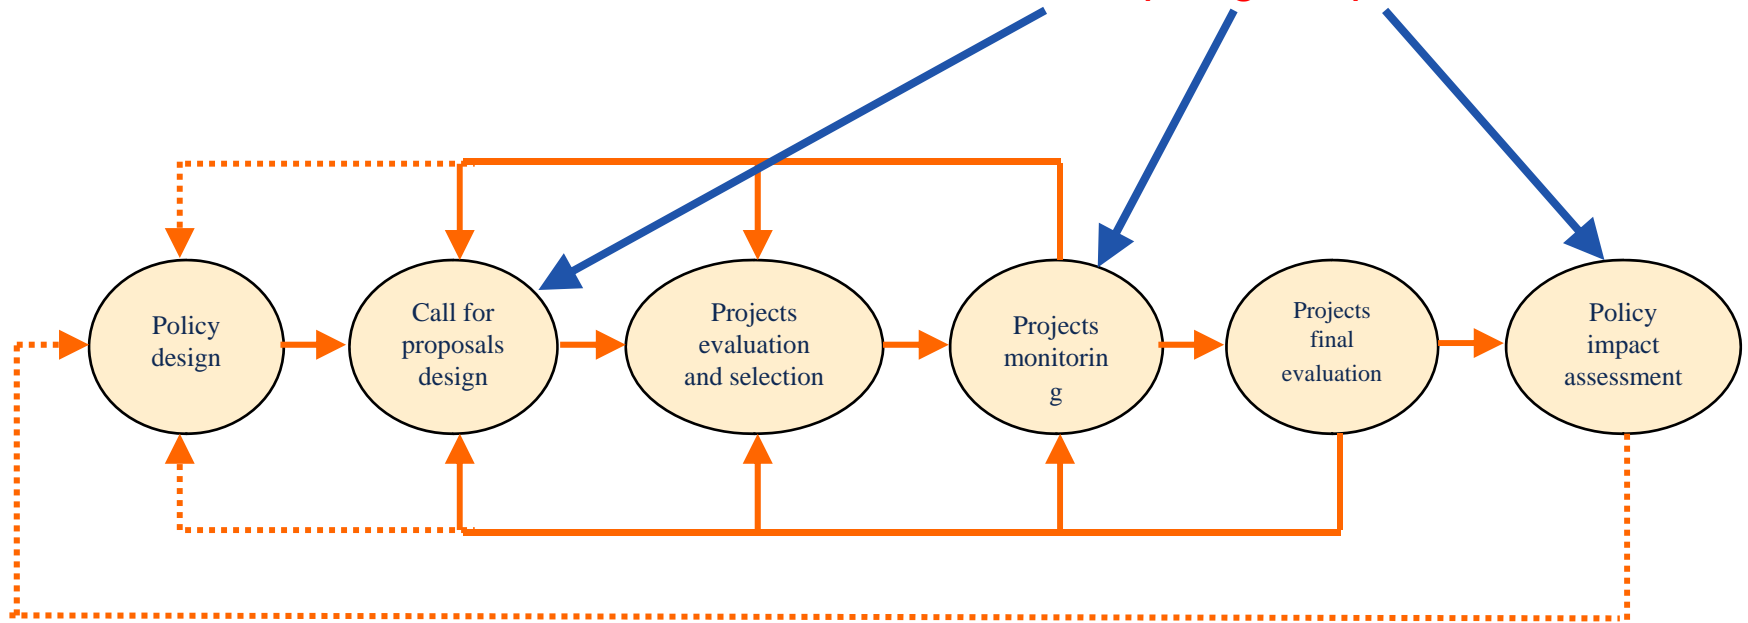 Policy
design
Call for
proposals
design
Projects
evaluation
and selection
Projects
monitorin
g
Projects
final
evaluation
Policy
impact
assessment